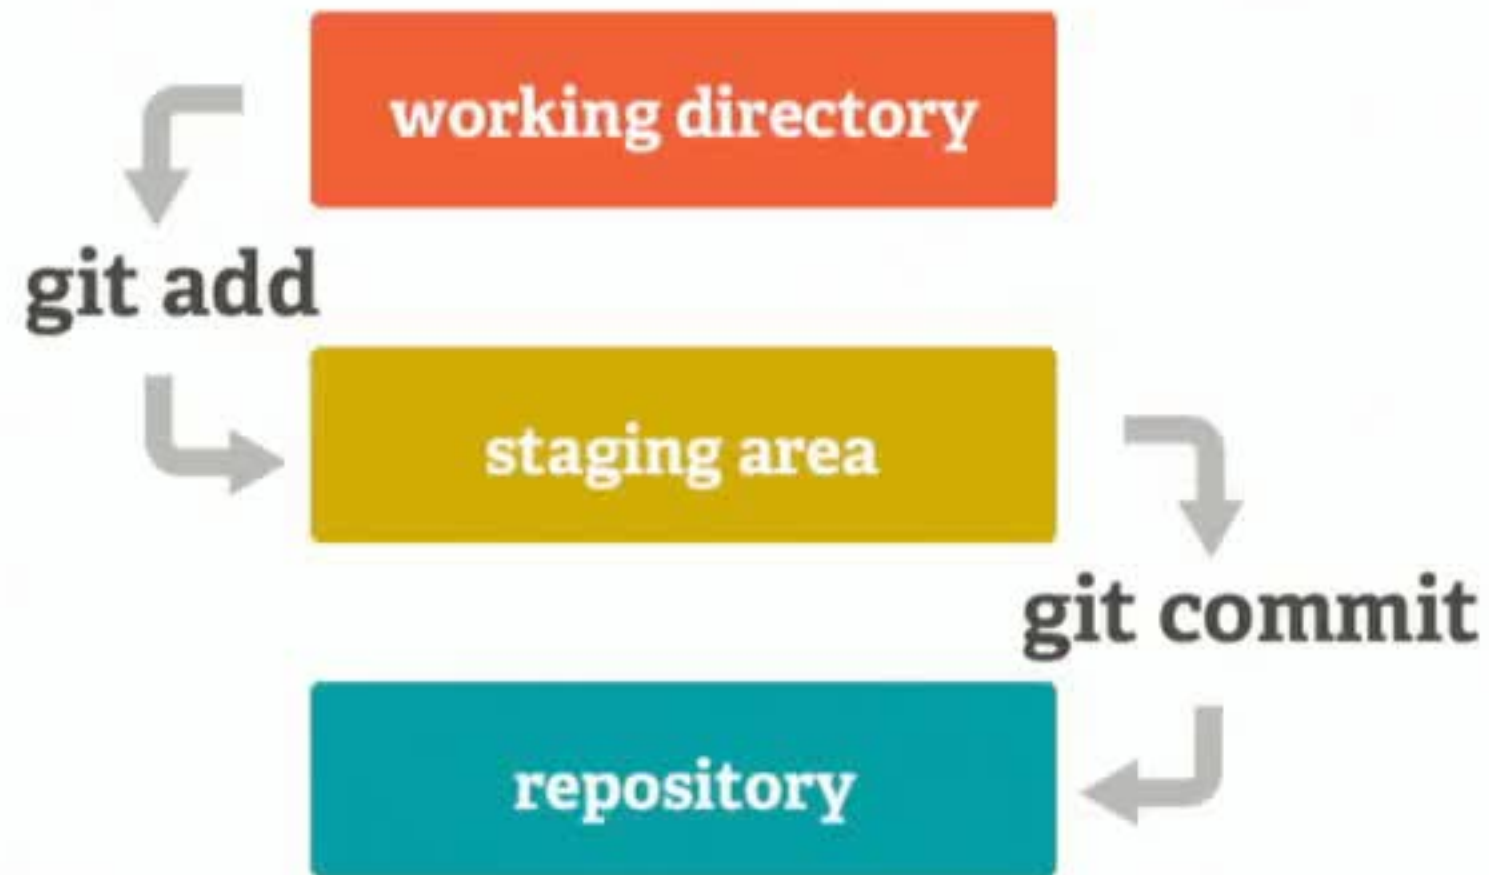 working directory
git add
staging area
git commit
repository